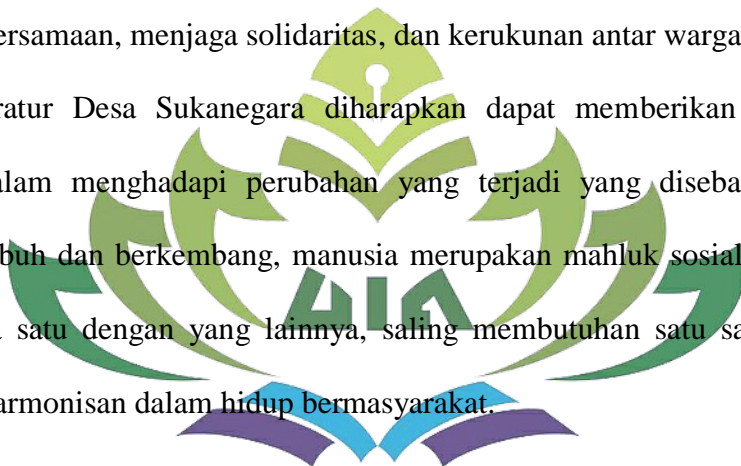 ersamaan, menjaga solidaritas, dan kerukunan antar warga
ratur Desa Sukanegara diharapkan dapat memberikan
alam menghadapi perubahan yang terjadi yang diseba
buh dan berkembang, manusia merupakan mahluk sosial
satu dengan yang lainnya, saling membutuhan satu sa
armonisan dalam hidup bermasyarakat.
UIN